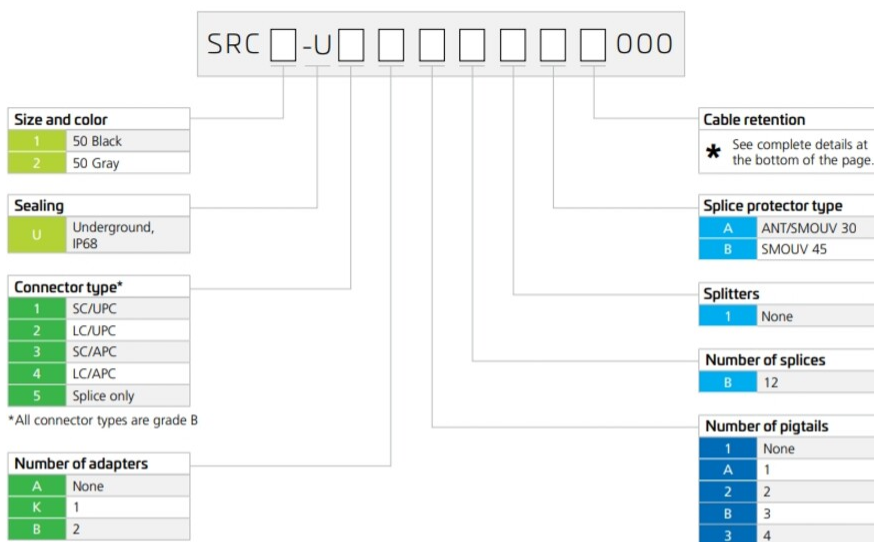 SRC -U 000
Size and color
1 50 Black
2 50 Gray
Sealing
U Underground,
IP68
Connector type*
1 SC/UPC
2 LC/UPC
3 SC/APC
4 LC/APC
5 Splice only
*All connector types are grade B
Number of adapters
A None
K 1
B 2
Cable retention
* See complete details at
the bottom of the page.
Splice protector type
A ANT/SMOUV 30
B SMOUV 45
Splitters
1 None
Number of splices
B 12
Number of pigtails
1 None
A 1
2 2
B 3
3 4